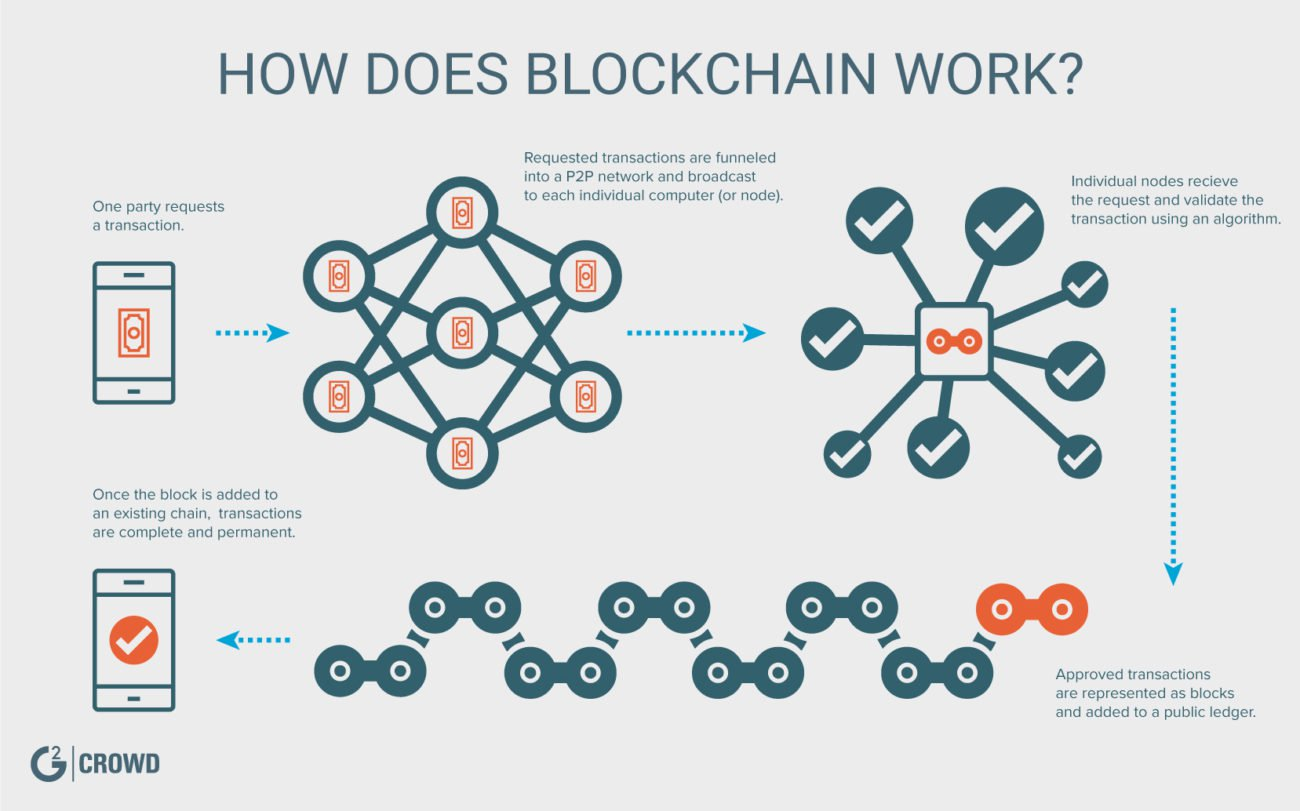 HOW DOES BLOCKCHAIN WORK?
One party requests
a transaction.
Requested transactions are funneled
into a P2P network and broadcast
to each individual computer (or node).
Individual nodes recieve
the request and validate the
transaction using an algorithm.
Approved transactions
are represented as blocks
and added to a public ledger.
Once the block is added to
an existing chain, transactions
are complete and permanent.
G2 | CROWD